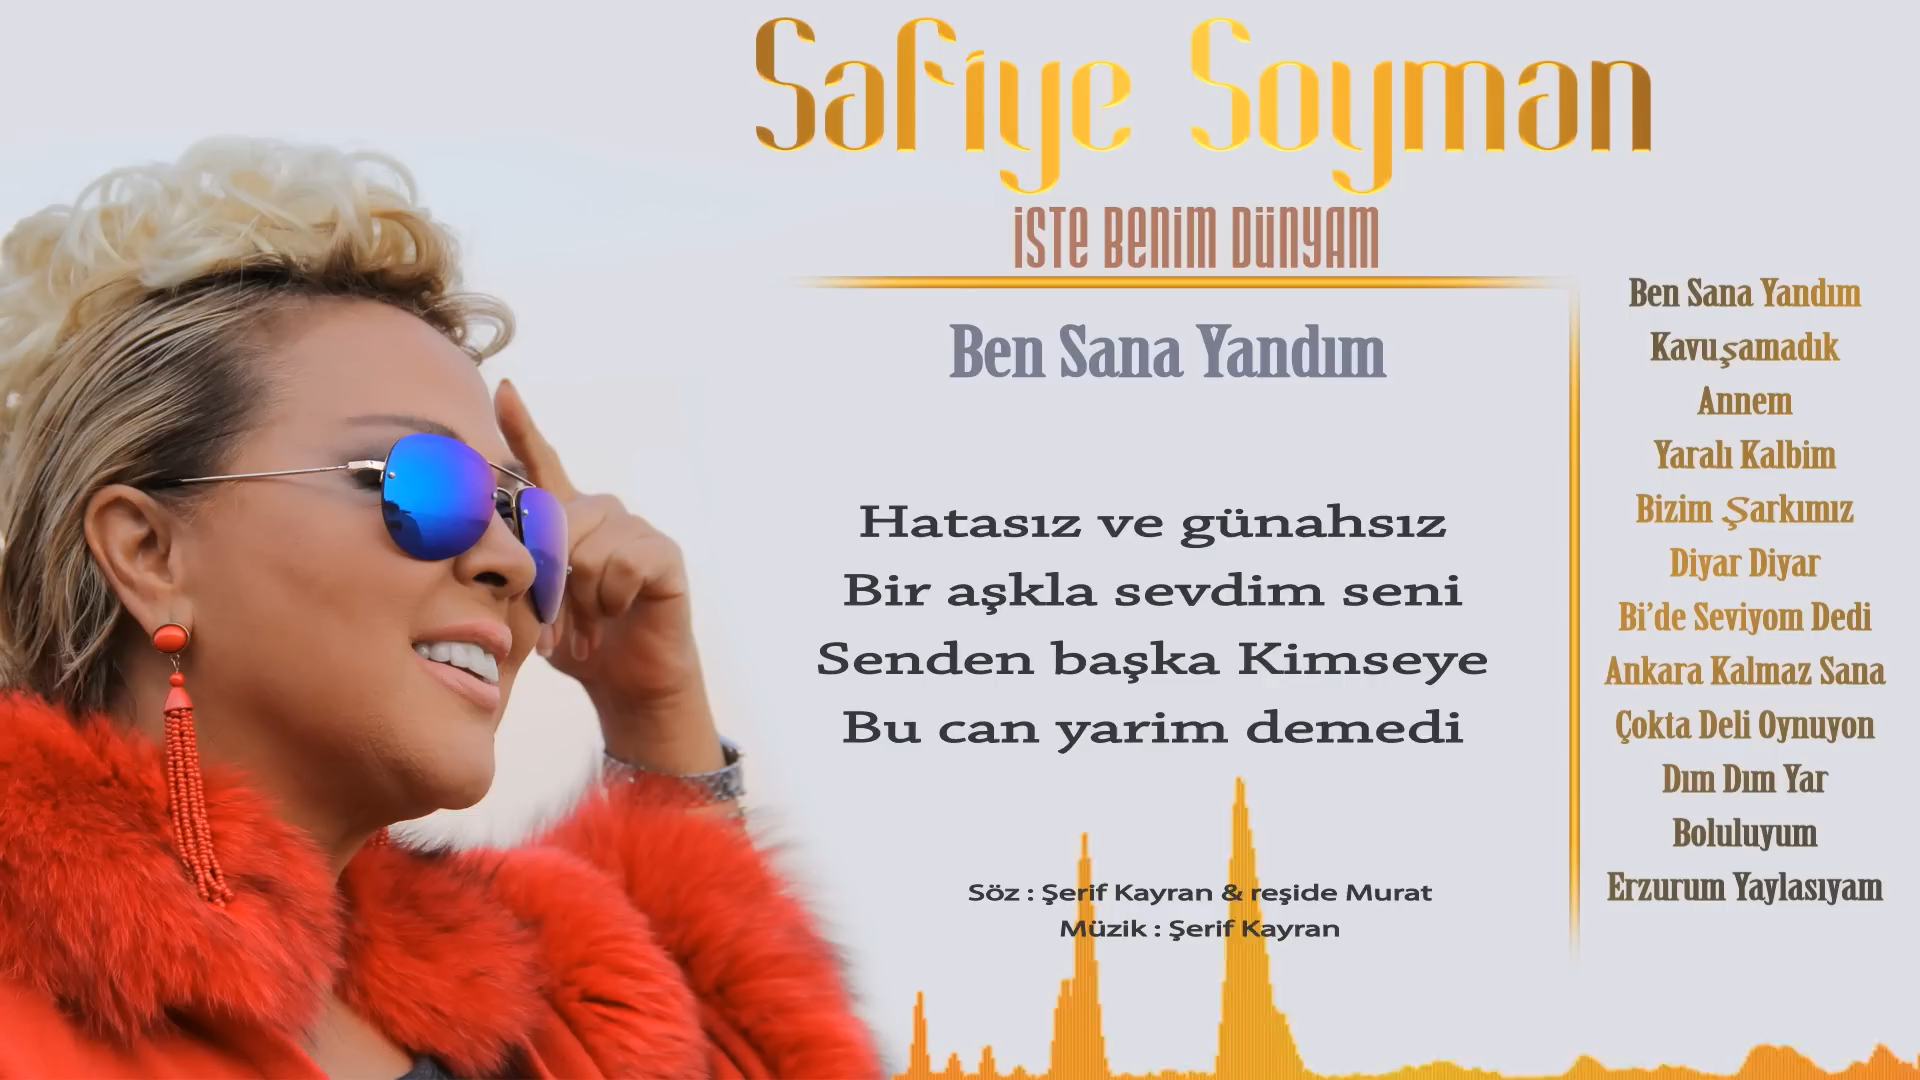 Safiye Soyman
İSTE BENİM DÜNYAM
Ben Sana Yandım
Hatasız ve günahsız
Bir aşkla sevdim seni
Senden başka Kimseye
Bu can yarim demedi
Söz : Şerif Kayran & reşide Murat
Müzik : Şerif Kayran
Ben Sana Yandım
Kavuşamadık
Annem
Yaralı Kalbim
Bizim Şarkımız
Diyar Diyar
Bi’de Seviyom Dedi
Ankara Kalmaz Sana
Çokta Deli Oynuyon
Dım Dım Yar
Boluluyum
Erzurum Yaylasıyam